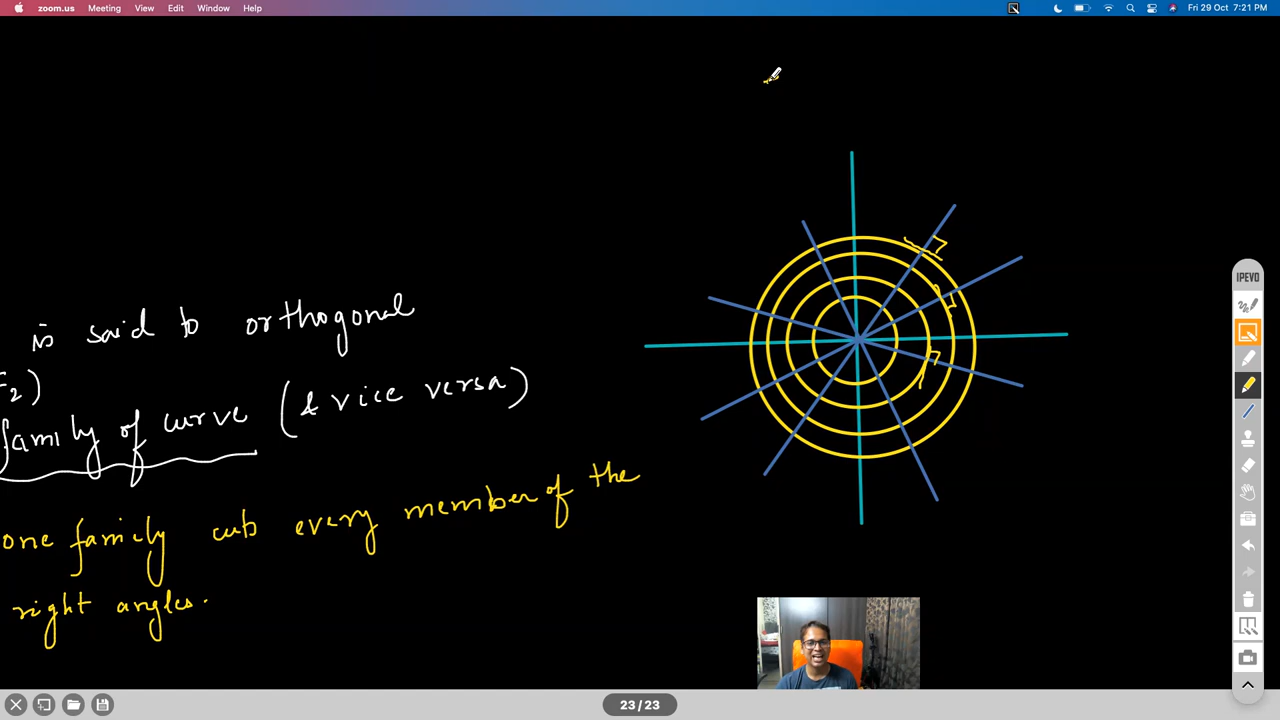 zoom.us Meeting View Edit Window Help Fri 29 Oct 7:21 PM
is said to orthogonal
F₂)
family of curve (& vice versa)
one family cuts every member of the
right angles.
IPEVO
23/23